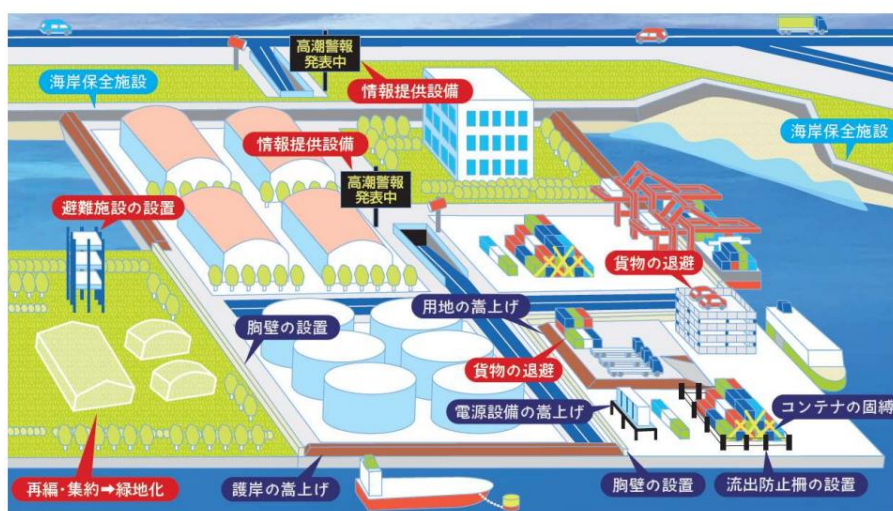 高潮警報
発表中
海岸保全施設
情報提供設備
海岸保全施設
情報提供設備
高潮警報
発表中
避難施設の設置
貨物の退避
用地の嵩上げ
胸壁の設置
貨物の退避
電源設備の嵩上げ
コンテナの固縛
再編・集約➡緑地化
護岸の嵩上げ
胸壁の設置
流出防止柵の設置